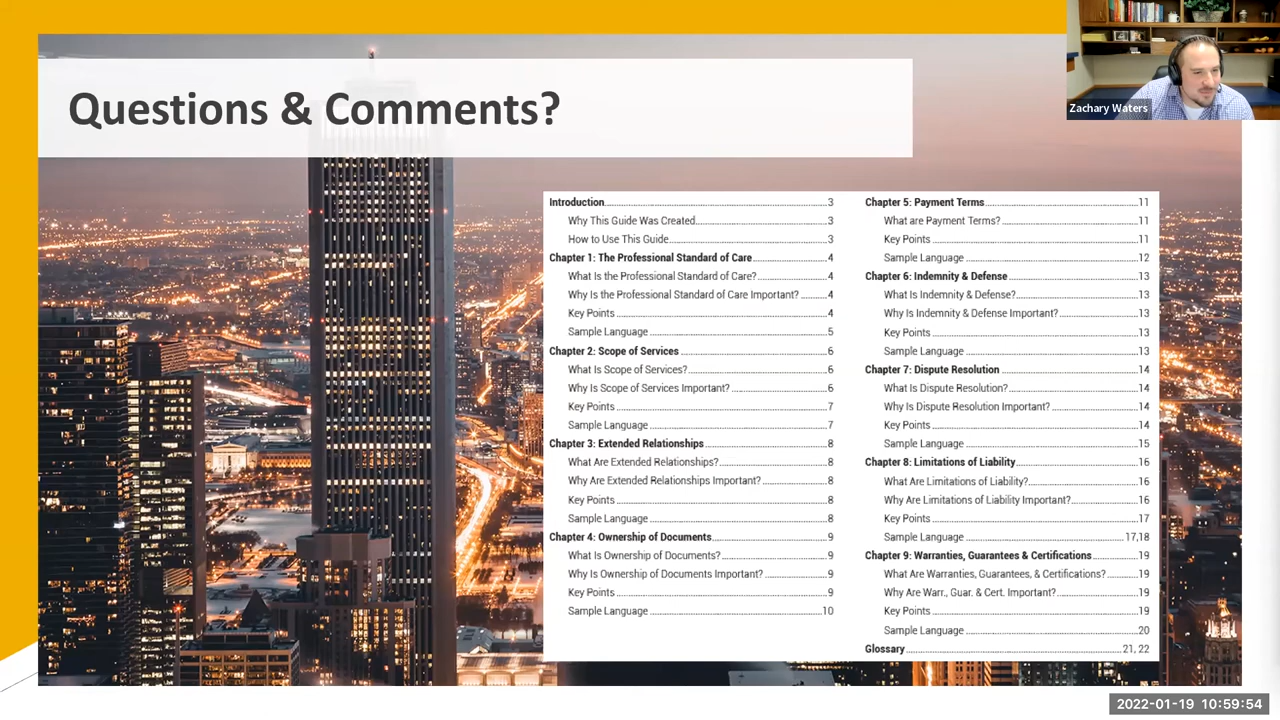 Questions & Comments?
Zachary Waters
Introduction 3
Why This Guide Was Created 3
How to Use This Guide 3
Chapter 1: The Professional Standard of Care 4
What Is the Professional Standard of Care? 4
Why Is the Professional Standard of Care Important? 4
Key Points 4
Sample Language 5
Chapter 2: Scope of Services 6
What Is Scope of Services? 6
Why Is Scope of Services Important? 6
Key Points 7
Sample Language 7
Chapter 3: Extended Relationships 8
What Are Extended Relationships? 8
Why Are Extended Relationships Important? 8
Key Points 8
Sample Language 8
Chapter 4: Ownership of Documents 9
What Is Ownership of Documents? 9
Why Is Ownership of Documents Important? 9
Key Points 9
Sample Language 10
Chapter 5: Payment Terms 11
What are Payment Terms? 11
Key Points 11
Sample Language 12
Chapter 6: Indemnity & Defense 13
What Is Indemnity & Defense? 13
Why Is Indemnity & Defense Important? 13
Key Points 13
Sample Language 13
Chapter 7: Dispute Resolution 14
What Is Dispute Resolution? 14
Why Is Dispute Resolution Important? 14
Key Points 14
Sample Language 15
Chapter 8: Limitations of Liability 16
What Are Limitations of Liability? 16
Why Are Limitations of Liability Important? 16
Key Points 17
Sample Language 17,18
Chapter 9: Warranties, Guarantees & Certifications 19
What Are Warranties, Guarantees, & Certifications? 19
Why Are Warr., Guar. & Cert. Important? 19
Key Points 19
Sample Language 20
Glossary 21, 22
2022-01-19 10:59:54